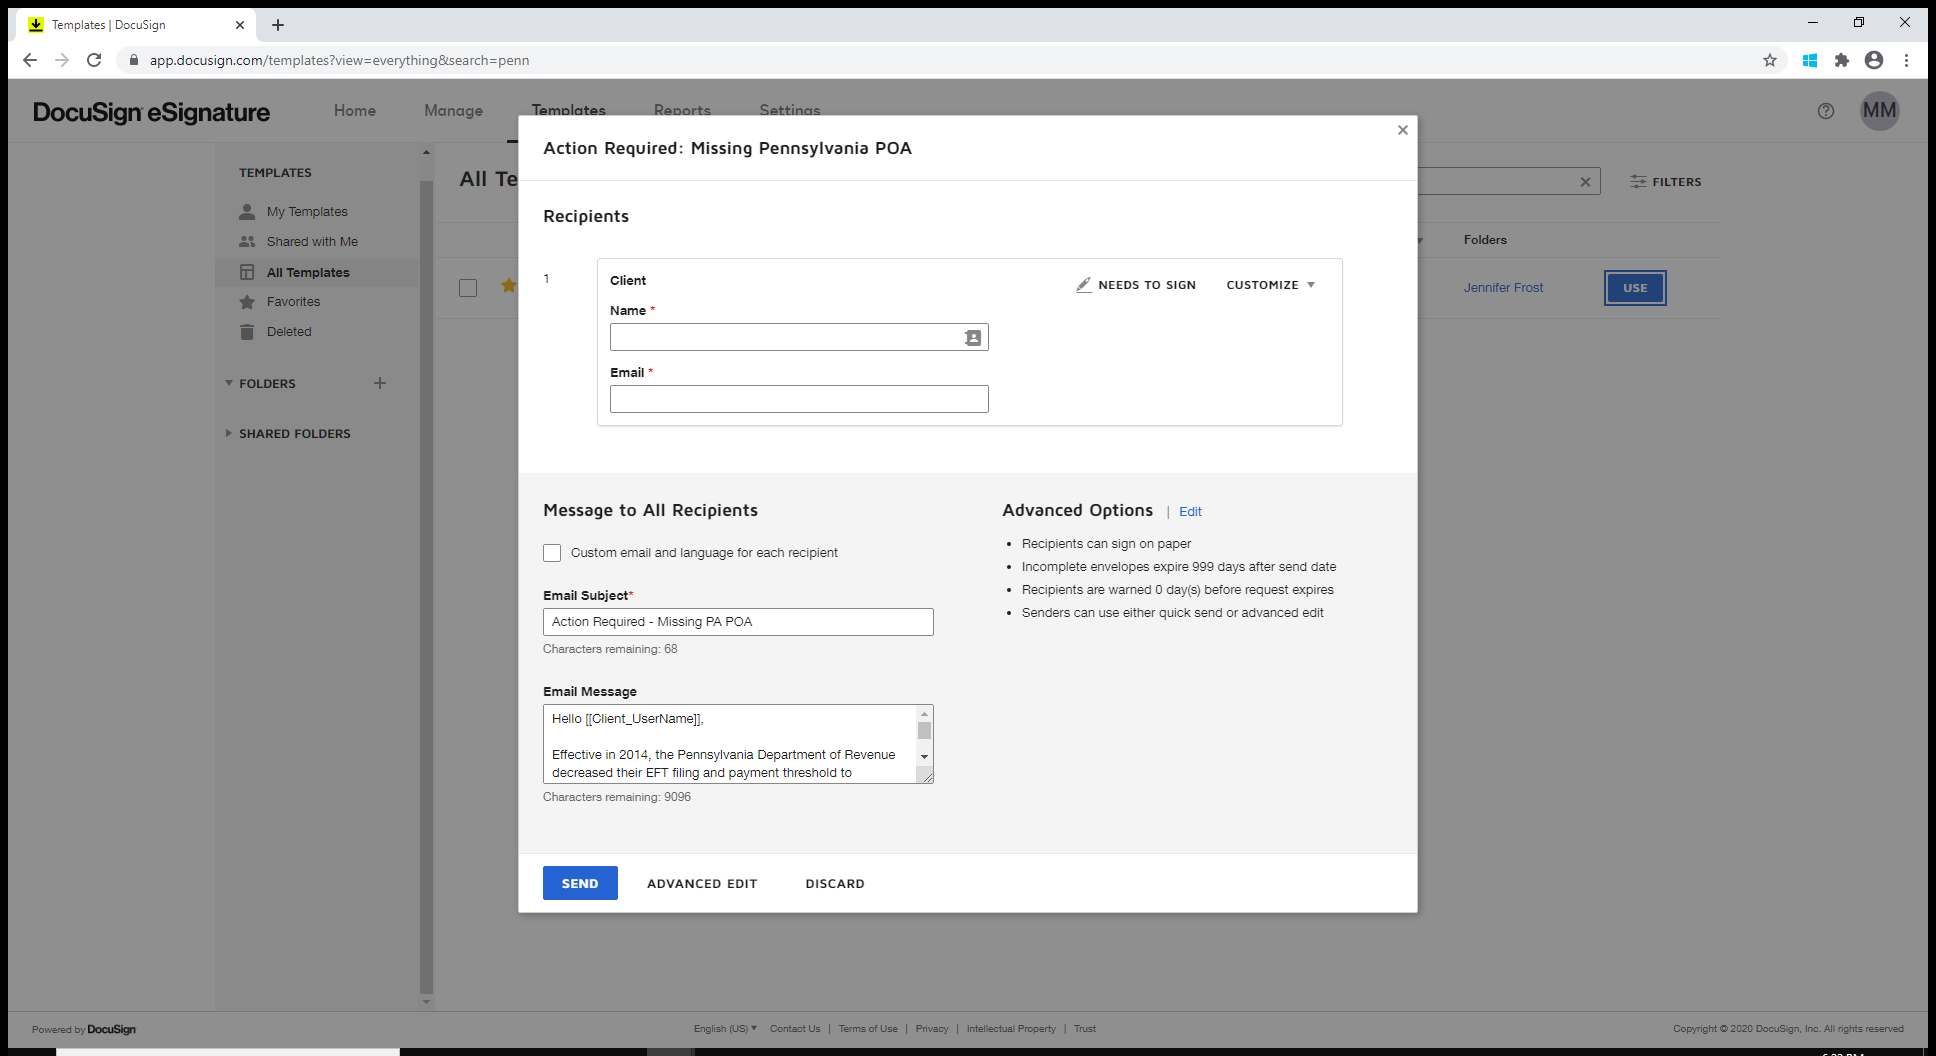 Templates | DocuSign
app.docusign.com/templates?view=everything&search=penn
DocuSign eSignature
Home
Manage
Templates
Reports
Settings
MM
TEMPLATES
My Templates
Shared with Me
All Templates
Favorites
Deleted
FOLDERS
SHARED FOLDERS
All Te
FILTERS
Folders
Jennifer Frost
USE
Action Required: Missing Pennsylvania POA
Recipients
1
Client
NEEDS TO SIGN
CUSTOMIZE
Name *
Email *
Message to All Recipients
Custom email and language for each recipient
Email Subject*
Action Required - Missing PA POA
Characters remaining: 68
Email Message
Hello [[Client_UserName]],
Effective in 2014, the Pennsylvania Department of Revenue
decreased their EFT filing and payment threshold to
Characters remaining: 9096
Advanced Options | Edit
• Recipients can sign on paper
• Incomplete envelopes expire 999 days after send date
• Recipients are warned 0 day(s) before request expires
• Senders can use either quick send or advanced edit
SEND
ADVANCED EDIT
DISCARD
Powered by DocuSign
English (US) Contact Us | Terms of Use | Privacy | Intellectual Property | Trust
Copyright © 2020 DocuSign, Inc. All rights reserved